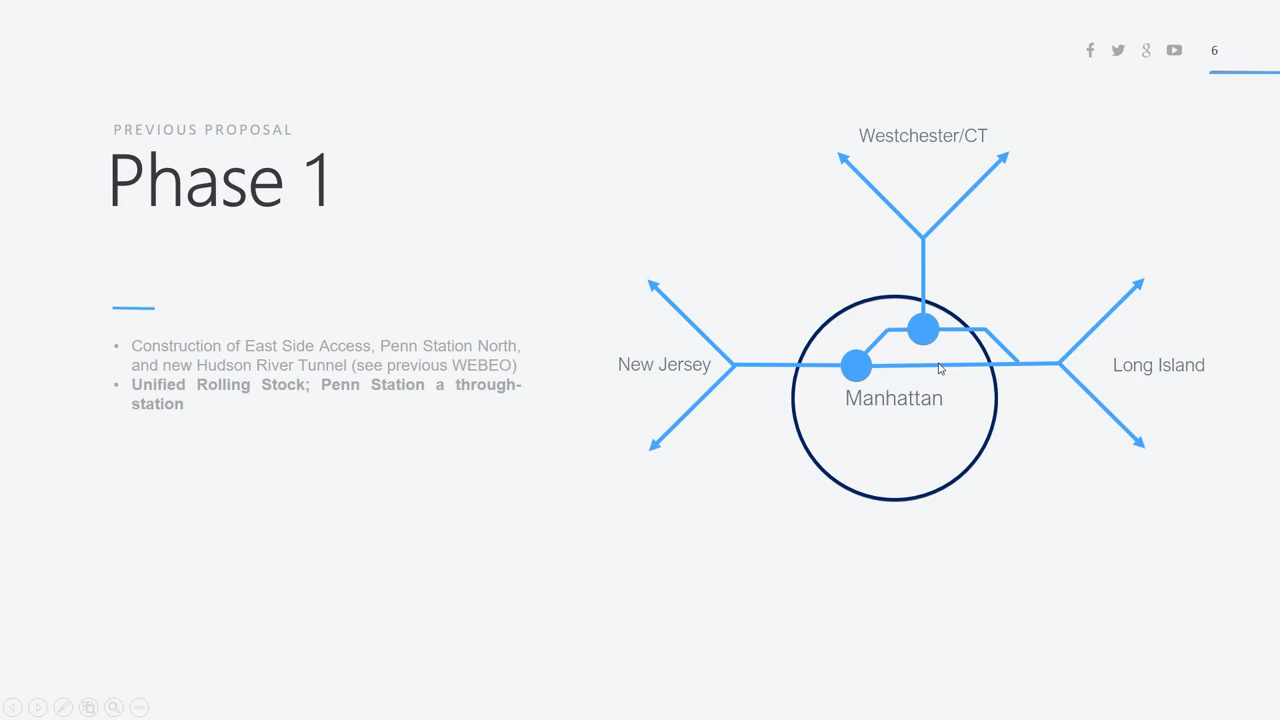 6
PREVIOUS PROPOSAL
Phase 1
• Construction of East Side Access, Penn Station North,
and new Hudson River Tunnel (see previous WEBEO)
• Unified Rolling Stock; Penn Station a through-
station
Westchester/CT
New Jersey
Long Island
Manhattan